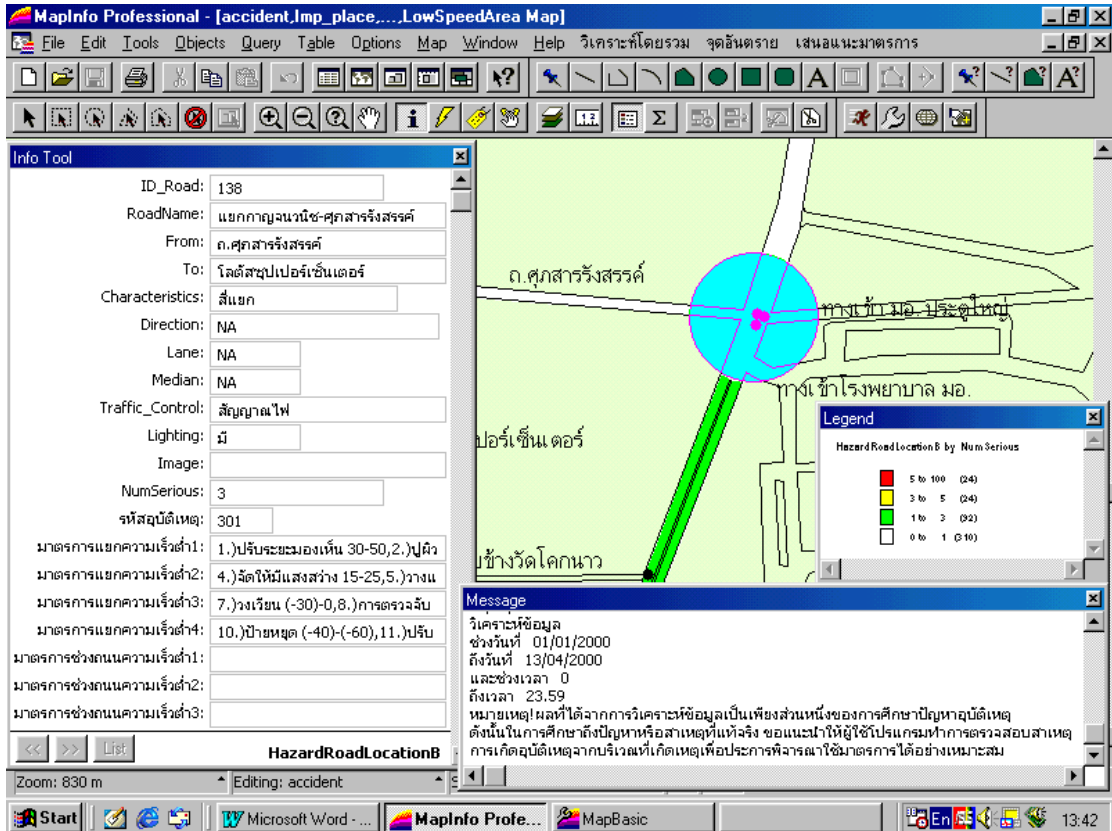 MapInfo Professional - [accident,Imp_place,...,LowSpeedArea Map]
File Edit Tools Objects Query Table Options Map Window Help วิเคราะห์โดยรวม จุดอันตราย เสนอแนะมาตรการ
Info Tool
ID_Road: 138
RoadName: แยกกาญจนวนิช-ศุภสารรังสรรค์
From: ถ.ศุภสารรังสรรค์
To: โลตัสซุปเปอร์เซ็นเตอร์
Characteristics: สี่แยก
Direction: NA
Lane: NA
Median: NA
Traffic_Control: สัญญาณไฟ
Lighting: มี
Image:
NumSerious: 3
รหัสอุบัติเหตุ: 301
มาตรการแยกความเร็วต่ำ1: 1.)ปรับระยะมองเห็น 30-50,2.)ปูผิว
มาตรการแยกความเร็วต่ำ2: 4.)จัดให้มีแสงสว่าง 15-25,5.)วางแ
มาตรการแยกความเร็วต่ำ3: 7.)วงเวียน (-30)-0,8.)การตรวจจับ
มาตรการแยกความเร็วต่ำ4: 10.)ป้ายหยุด (-40)-(-60),11.)ปรับ
มาตรการช่วงถนนความเร็วต่ำ1:
มาตรการช่วงถนนความเร็วต่ำ2:
มาตรการช่วงถนนความเร็วต่ำ3:
<< >> List HazardRoadLocationB
ถ.ศุภสารรังสรรค์
ทางเข้า มอ. ประตูใหญ่
ทางเข้าโรงพยาบาล มอ.
ปอร์เซ็นเตอร์
ข้างวัดโคกนาว
Legend
HazardRoadLocationB by NumSerious
5 to 100 (24)
3 to 5 (24)
1 to 3 (92)
0 to 1 (310)
Message
วิเคราะห์ข้อมูล
ช่วงวันที่ 01/01/2000
ถึงวันที่ 13/04/2000
และช่วงเวลา 0
ถึงเวลา 23.59
หมายเหตุ! ผลที่ได้จากการวิเคราะห์ข้อมูลเป็นเพียงส่วนหนึ่งของการศึกษาปัญหาอุบัติเหตุ
ดังนั้นในการศึกษาถึงปัญหาหรือสาเหตุที่แท้จริง ขอแนะนำให้ผู้ใช้โปรแกรมทำการตรวจสอบสาเหตุ
การเกิดอุบัติเหตุจากบริเวณที่เกิดเหตุเพื่อประการพิจารณาใช้มาตรการได้อย่างเหมาะสม
Zoom: 830 m Editing: accident
Start Microsoft Word - ... MapInfo Profe... MapBasic En 13:42